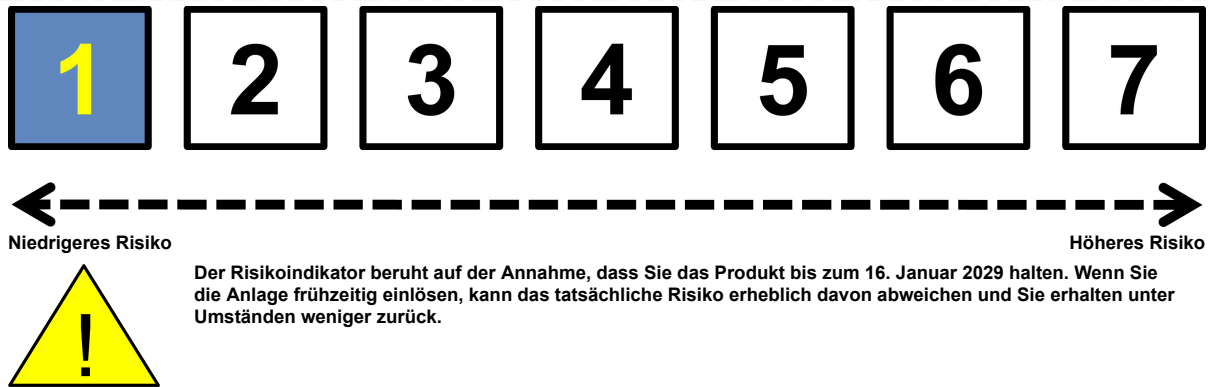 1 2 3 4 5 6 7
Niedrigeres Risiko Höheres Risiko
Der Risikoindikator beruht auf der Annahme, dass Sie das Produkt bis zum 16. Januar 2029 halten. Wenn Sie
die Anlage frühzeitig einlösen, kann das tatsächliche Risiko erheblich davon abweichen und Sie erhalten unter
Umständen weniger zurück.
!